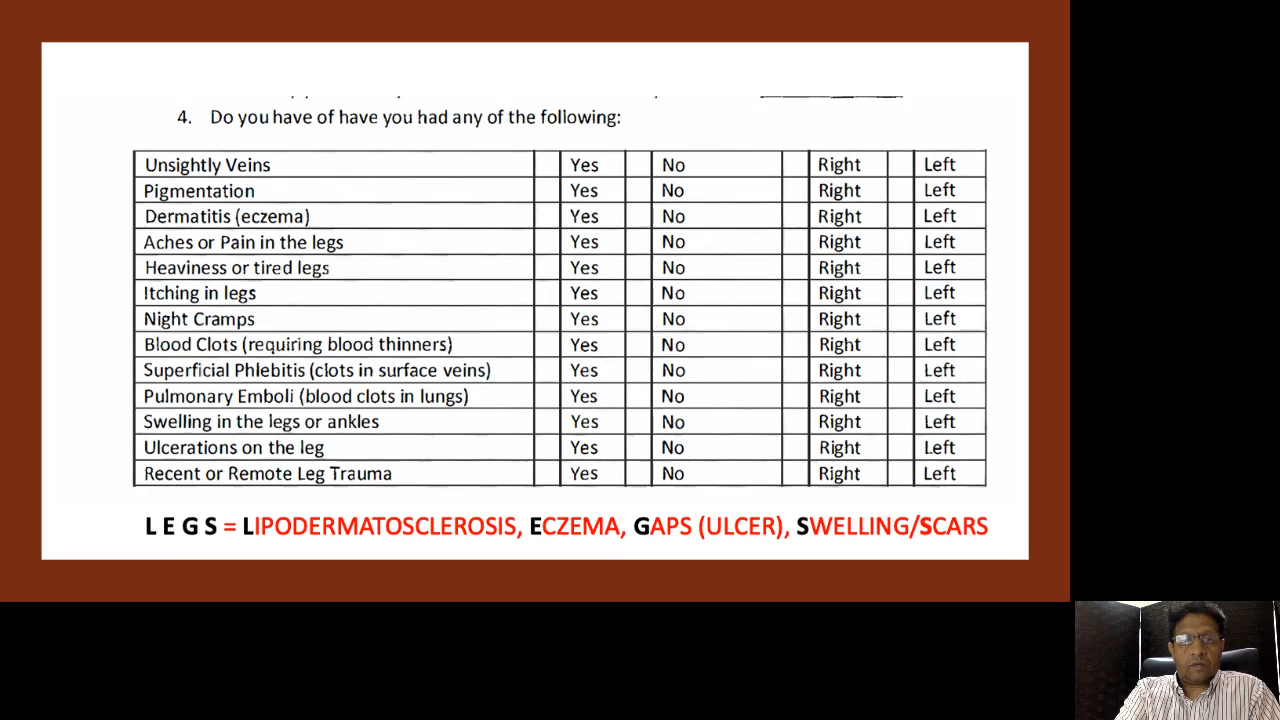 4. Do you have of have you had any of the following:
Unsightly Veins Yes No Right Left
Pigmentation Yes No Right Left
Dermatitis (eczema) Yes No Right Left
Aches or Pain in the legs Yes No Right Left
Heaviness or tired legs Yes No Right Left
Itching in legs Yes No Right Left
Night Cramps Yes No Right Left
Blood Clots (requiring blood thinners) Yes No Right Left
Superficial Phlebitis (clots in surface veins) Yes No Right Left
Pulmonary Emboli (blood clots in lungs) Yes No Right Left
Swelling in the legs or ankles Yes No Right Left
Ulcerations on the leg Yes No Right Left
Recent or Remote Leg Trauma Yes No Right Left
L E G S = LIPODERMATOSCLEROSIS, ECZEMA, GAPS (ULCER), SWELLING/SCARS